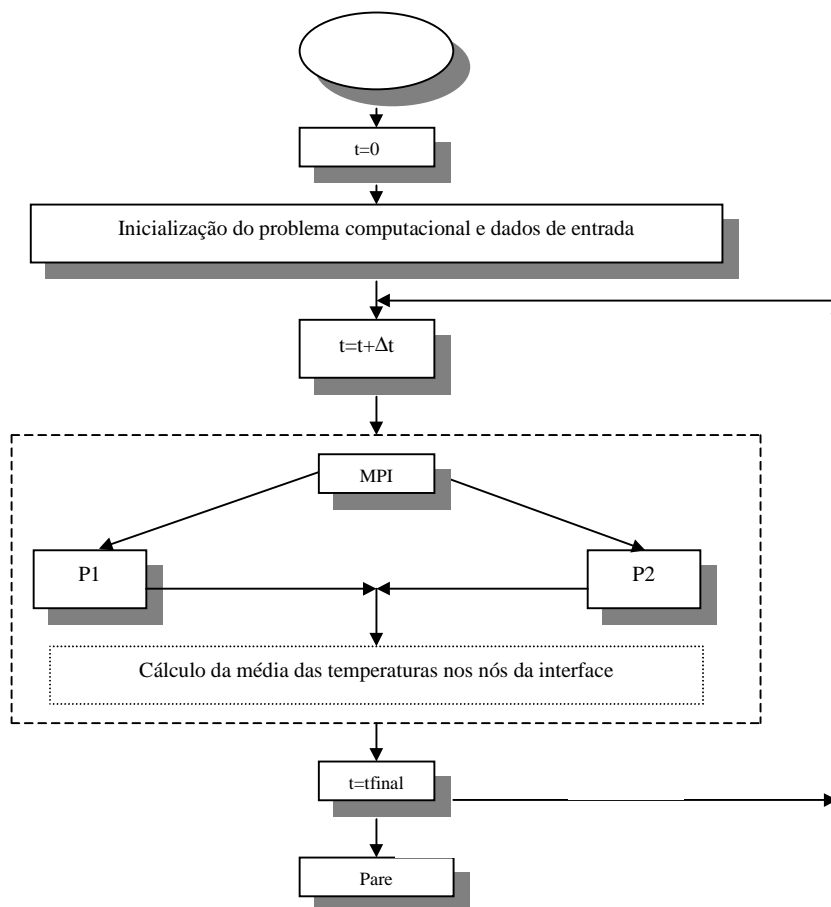 t=0
Inicialização do problema computacional e dados de entrada
t=t+Δt
MPI
P1
P2
Cálculo da média das temperaturas nos nós da interface
t=tfinal
Pare